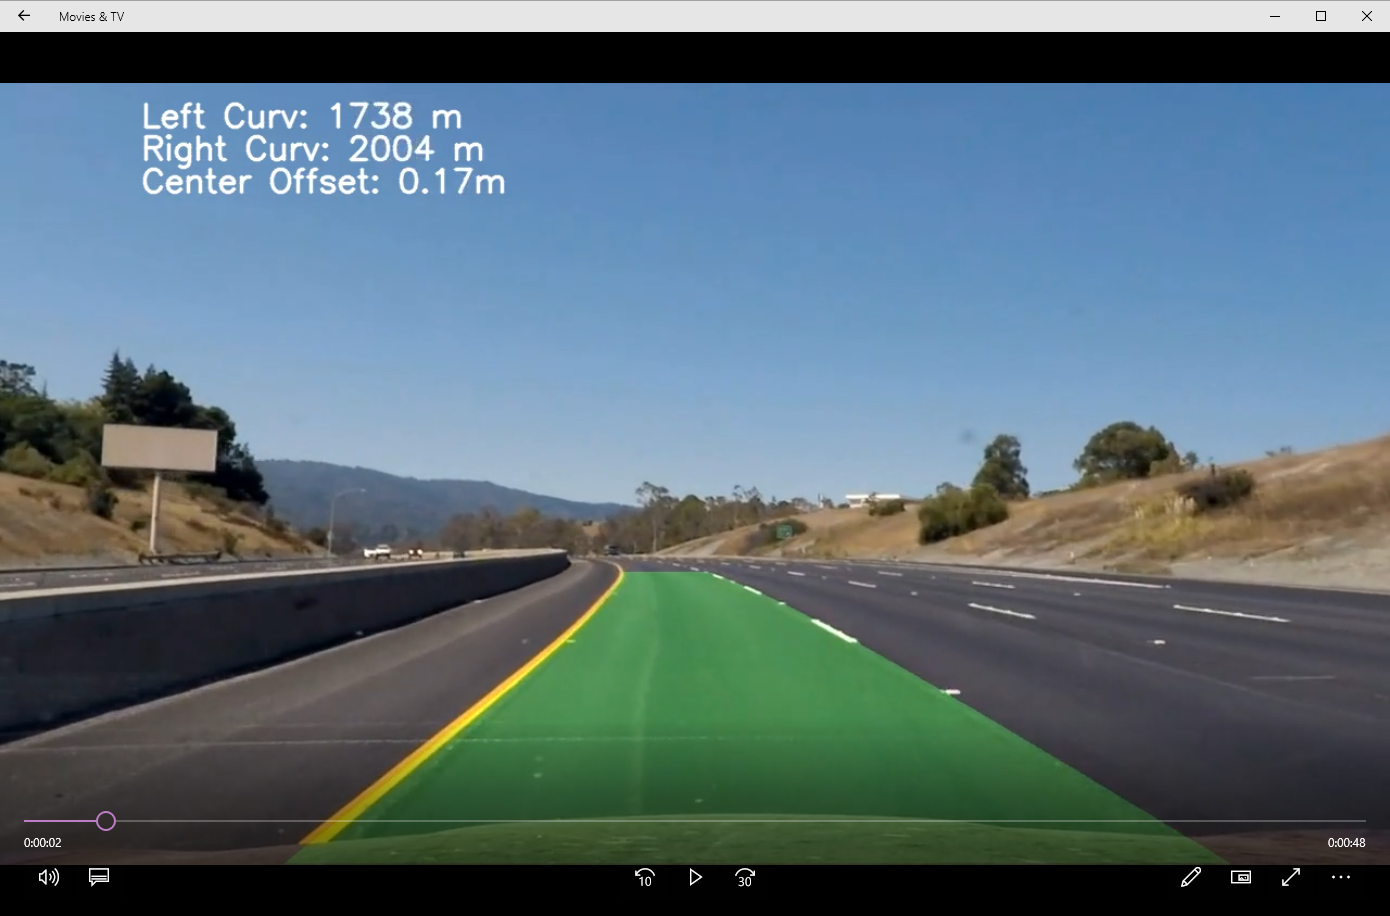 Movies & TV
Left Curv: 1738 m
Right Curv: 2004 m
Center Offset: 0.17m
0:00:02
0:00:48
10
30